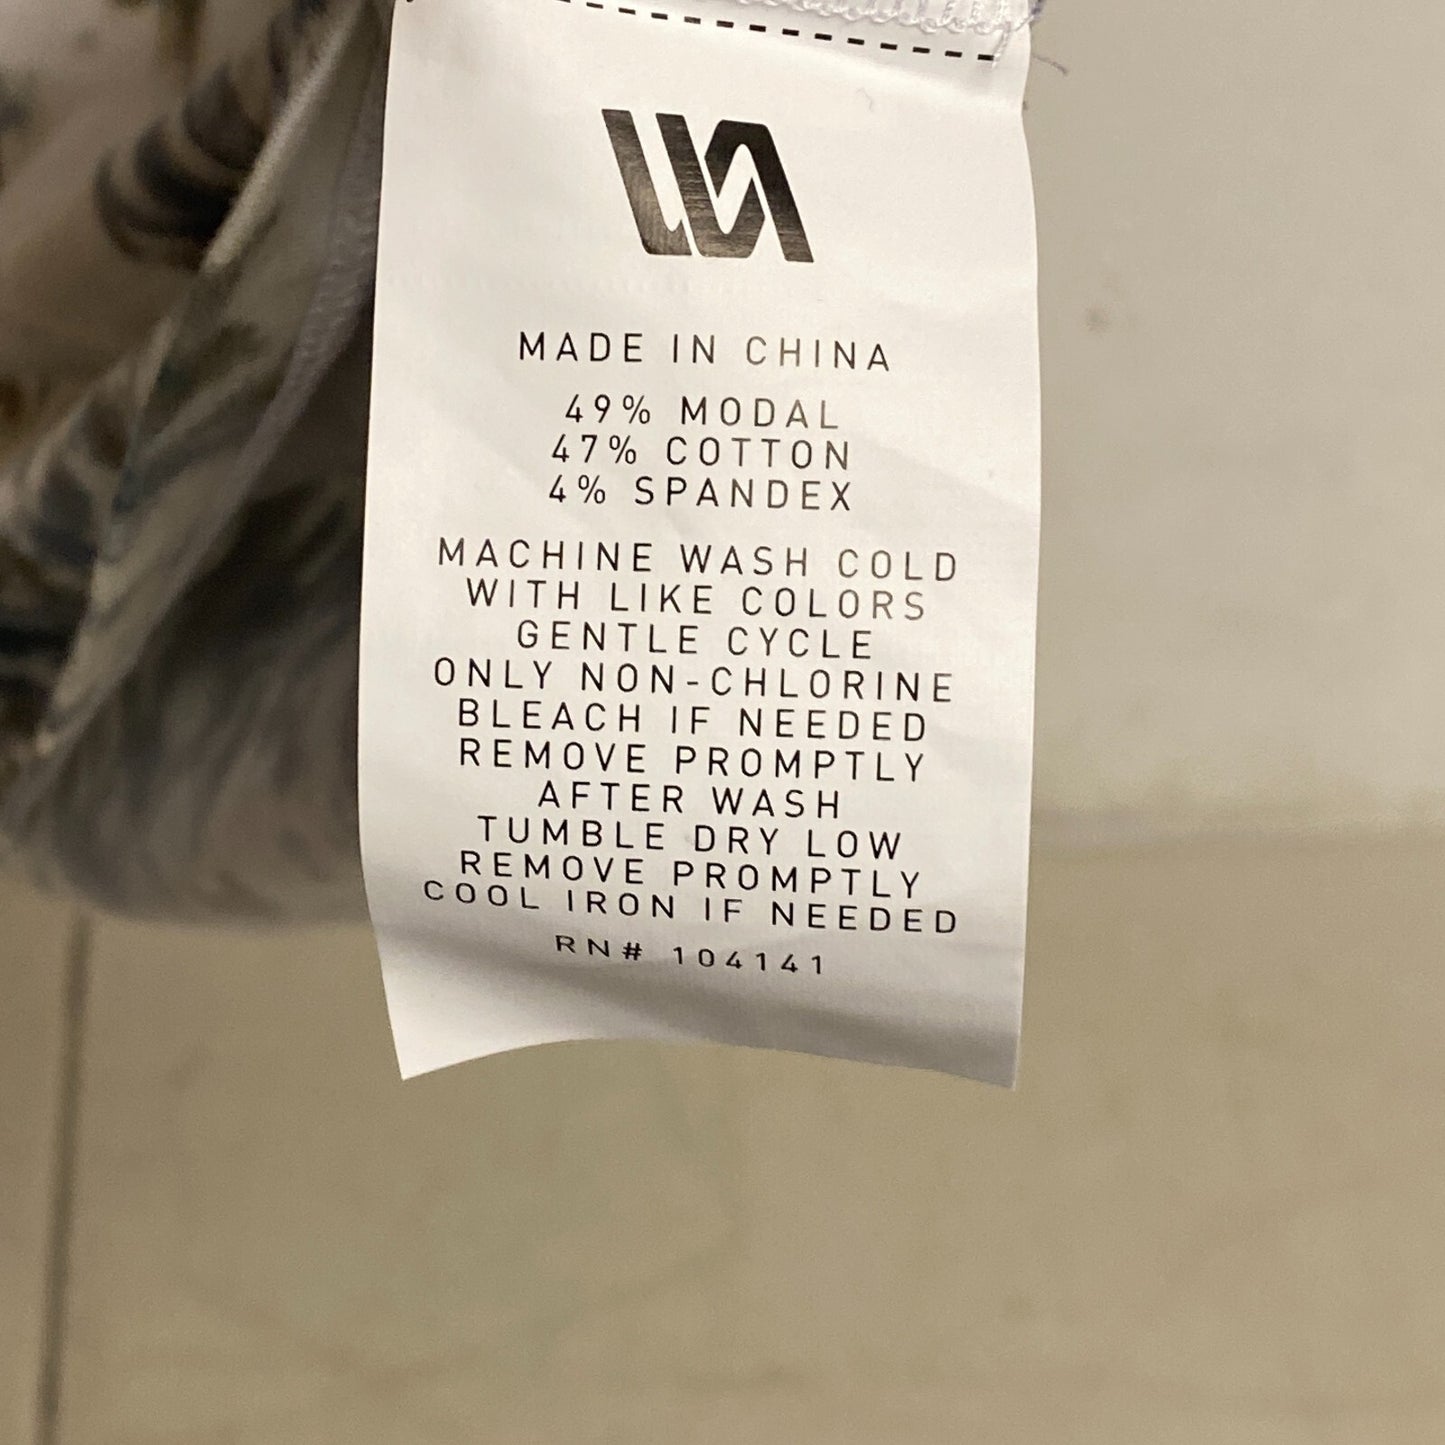 MADE IN CHINA
49% MODAL
47% COTTON
4% SPANDEX
MACHINE WASH COLD
WITH LIKE COLORS
GENTLE CYCLE
ONLY NON-CHLORINE
BLEACH IF NEEDED
REMOVE PROMPTLY
AFTER WASH
TUMBLE DRY LOW
REMOVE PROMPTLY
COOL IRON IF NEEDED
RN# 104141